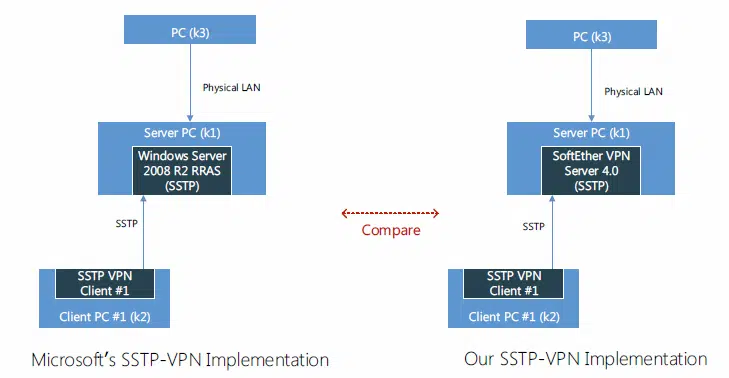 PC (k3)
Physical LAN
Server PC (k1)
Windows Server
2008 R2 RRAS
(SSTP)
SSTP
SSTP VPN
Client #1
Client PC #1 (k2)
Microsoft's SSTP-VPN Implementation
Compare
PC (k3)
Physical LAN
Server PC (k1)
SoftEther VPN
Server 4.0
(SSTP)
SSTP
SSTP VPN
Client #1
Client PC #1 (k2)
Our SSTP-VPN Implementation